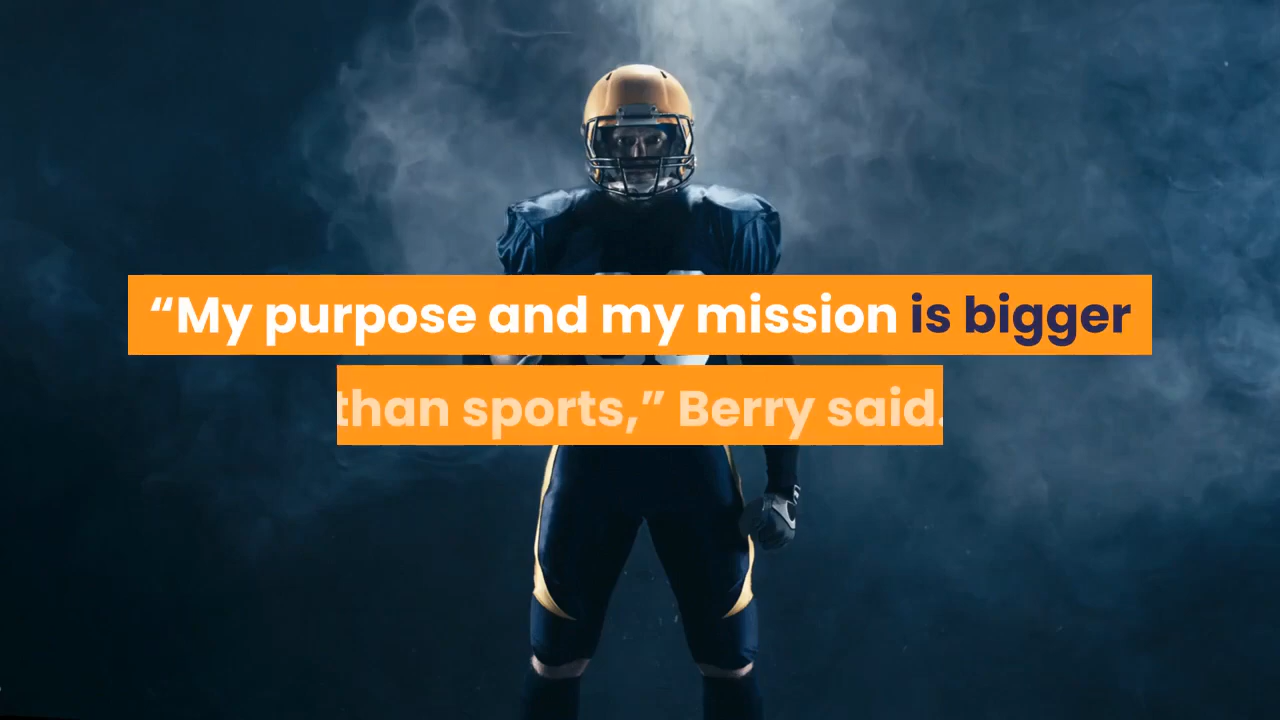 “My purpose and my mission is bigger
than sports,” Berry said.